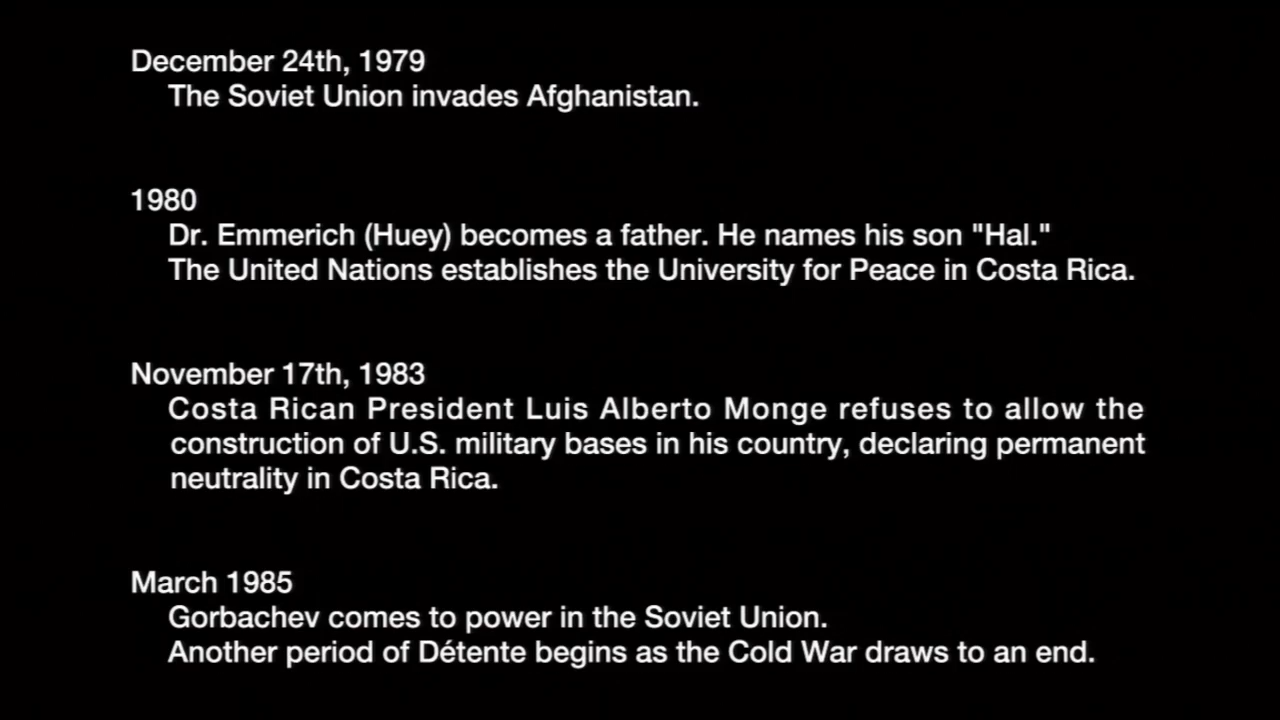 December 24th, 1979
The Soviet Union invades Afghanistan.
1980
Dr. Emmerich (Huey) becomes a father. He names his son "Hal."
The United Nations establishes the University for Peace in Costa Rica.
November 17th, 1983
Costa Rican President Luis Alberto Monge refuses to allow the
construction of U.S. military bases in his country, declaring permanent
neutrality in Costa Rica.
March 1985
Gorbachev comes to power in the Soviet Union.
Another period of Détente begins as the Cold War draws to an end.